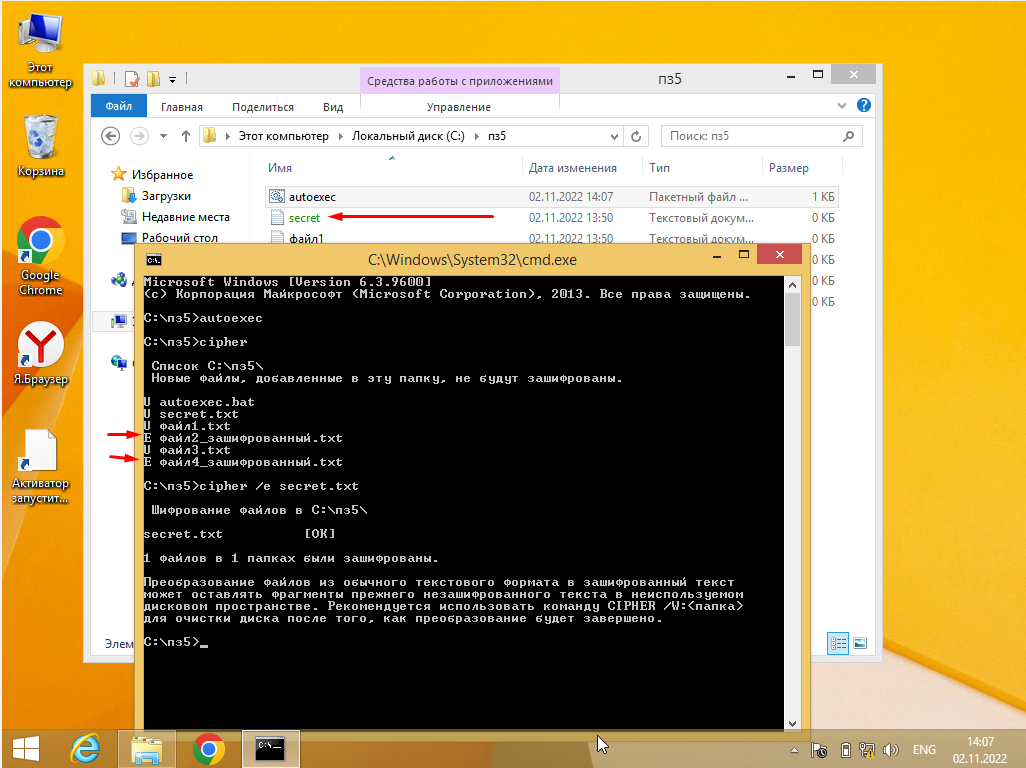 Этот
компьютер
Корзина
Google
Chrome
Я.Браузер
Активатор
запустит...
Средства работы с приложениями
пз5
Файл
Главная
Поделиться
Вид
Управление
Этот компьютер
Локальный диск (C:)
пз5
Поиск: пз5
Избранное
Загрузки
Недавние места
Рабочий стол
Имя
Дата изменения
Тип
Размер
autoexec
02.11.2022 14:07
Пакетный файл ...
1 КБ
secret
02.11.2022 13:50
Текстовый докум...
0 КБ
файл1
02.11.2022 13:50
Текстовый докум...
0 КБ
0 КБ
0 КБ
0 КБ
Элем
C:\Windows\System32\cmd.exe
Microsoft Windows [Version 6.3.9600]
(c) Корпорация Майкрософт (Microsoft Corporation), 2013. Все права защищены.
C:\пз5>autoexec
C:\пз5>cipher
Список C:\пз5\
Новые файлы, добавленные в эту папку, не будут зашифрованы.
U autoexec.bat
U secret.txt
U файл1.txt
E файл2_зашифрованный.txt
U файл3.txt
E файл4_зашифрованный.txt
C:\пз5>cipher /e secret.txt
Шифрование файлов в C:\пз5\
secret.txt [OK]
1 файлов в 1 папках были зашифрованы.
Преобразование файлов из обычного текстового формата в зашифрованный текст
может оставлять фрагменты прежнего незашифрованного текста в неиспользуемом
дисковом пространстве. Рекомендуется использовать команду CIPHER /W:<папка>
для очистки диска после того, как преобразование будет завершено.
C:\пз5>_
ENG
14:07
02.11.2022